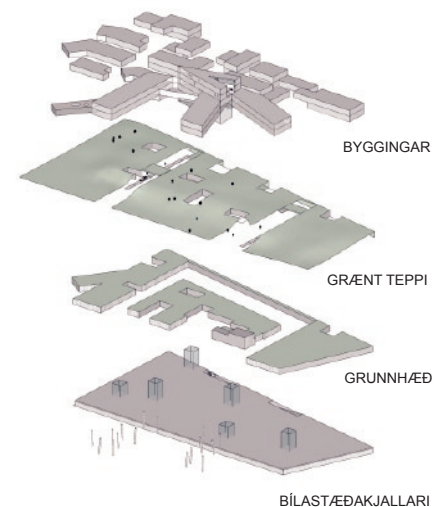 BYGGINGAR
GRÆNT TEPPI
GRUNNHÆÐ
BÍLASTÆÐAKJALLARI